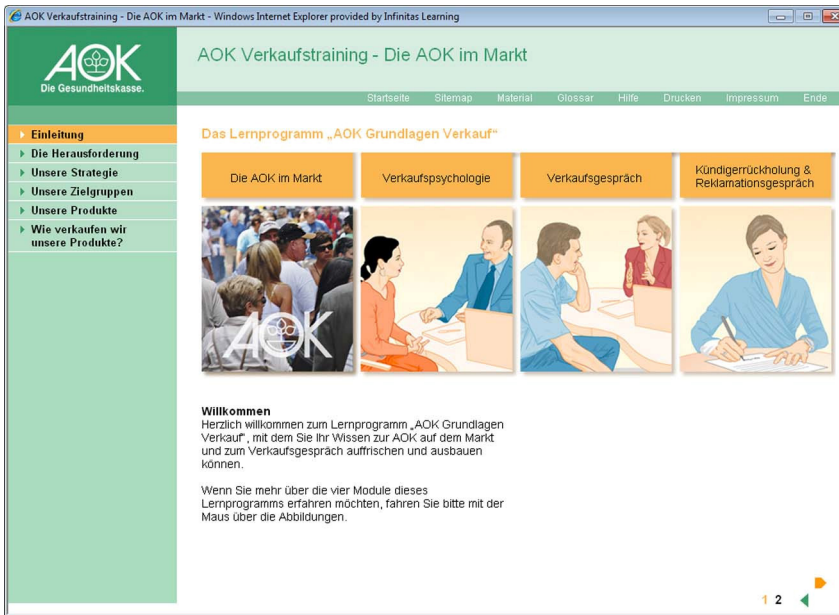 AOK Verkaufstraining - Die AOK im Markt - Windows Internet Explorer provided by Infinitas Learning
AOK
Die Gesundheitskasse.
AOK Verkaufstraining - Die AOK im Markt
Startseite Sitemap Material Glossar Hilfe Drucken Impressum Ende
Einleitung
Die Herausforderung
Unsere Strategie
Unsere Zielgruppen
Unsere Produkte
Wie verkaufen wir
unsere Produkte?
Das Lernprogramm „AOK Grundlagen Verkauf“
Die AOK im Markt
Verkaufspsychologie
Verkaufsgespräch
Kündigerrückholung &
Reklamationsgespräch
AOK
Willkommen
Herzlich willkommen zum Lernprogramm „AOK Grundlagen
Verkauf“, mit dem Sie Ihr Wissen zur AOK auf dem Markt
und zum Verkaufsgespräch auffrischen und ausbauen
können.
Wenn Sie mehr über die vier Module dieses
Lernprogramms erfahren möchten, fahren Sie bitte mit der
Maus über die Abbildungen.
1 2